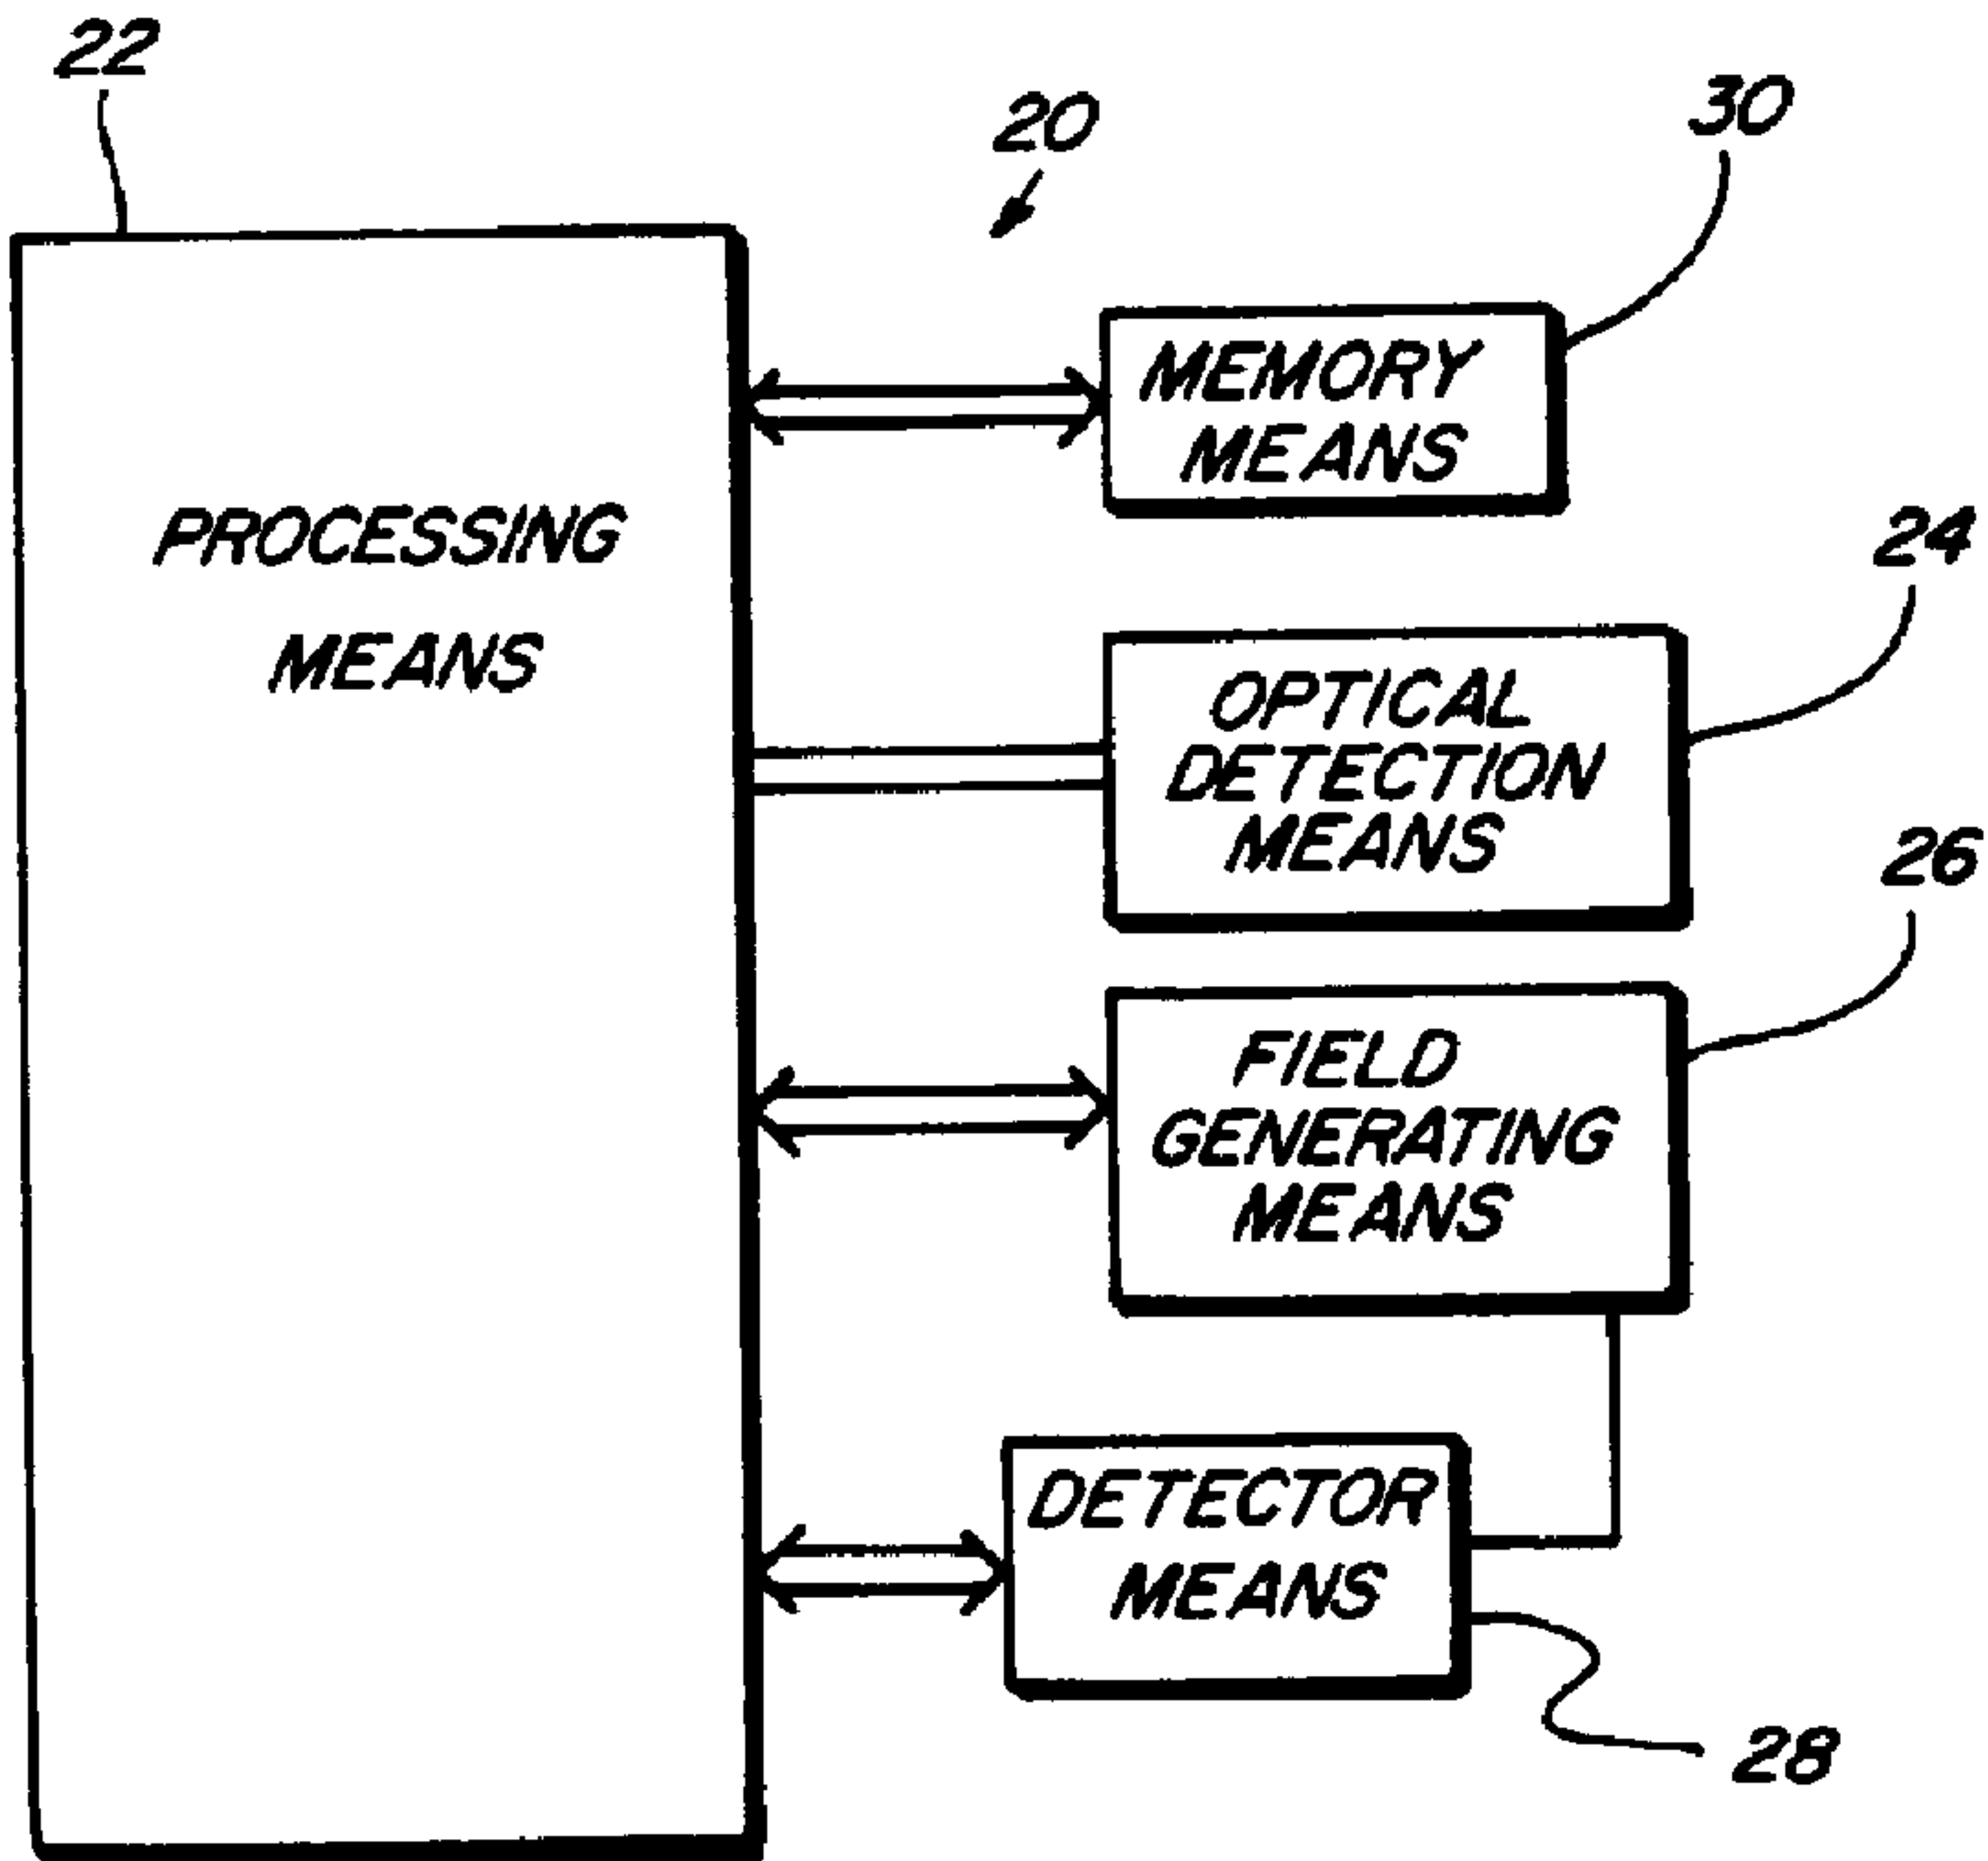 22
20
30
PROCESSING
MEANS
MEMORY
MEANS
24
OPTICAL
DETECTION
MEANS
26
FIELD
GENERATING
MEANS
DETECTOR
MEANS
28